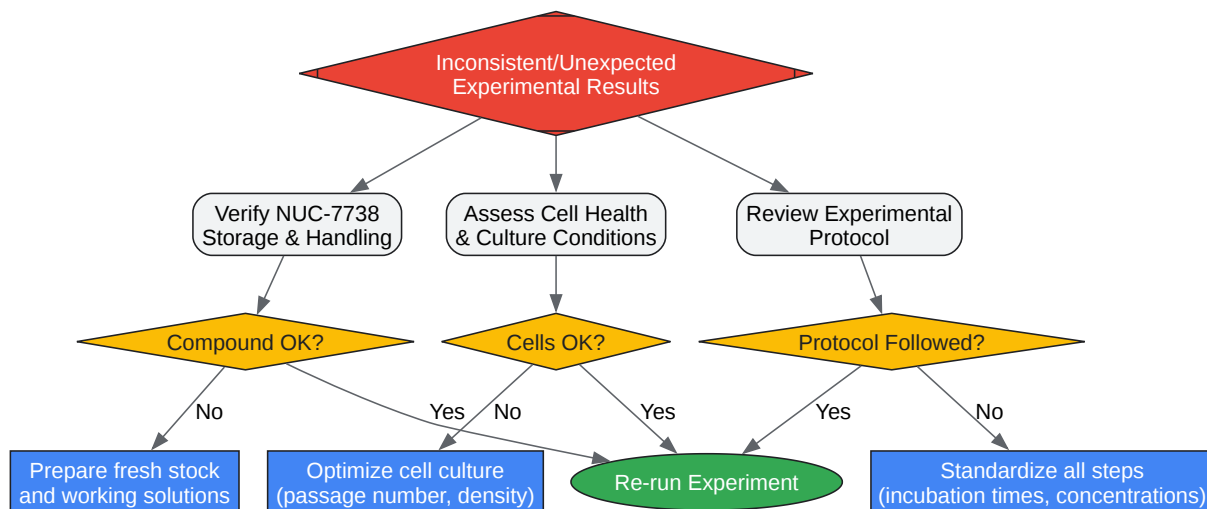 Inconsistent/Unexpected
Experimental Results
Verify NUC-7738
Storage & Handling
Assess Cell Health
& Culture Conditions
Review Experimental
Protocol
Compound OK?
Cells OK?
Protocol Followed?
No
Yes
No
Yes
Yes
No
Prepare fresh stock
and working solutions
Optimize cell culture
(passage number, density)
Re-run Experiment
Standardize all steps
(incubation times, concentrations)